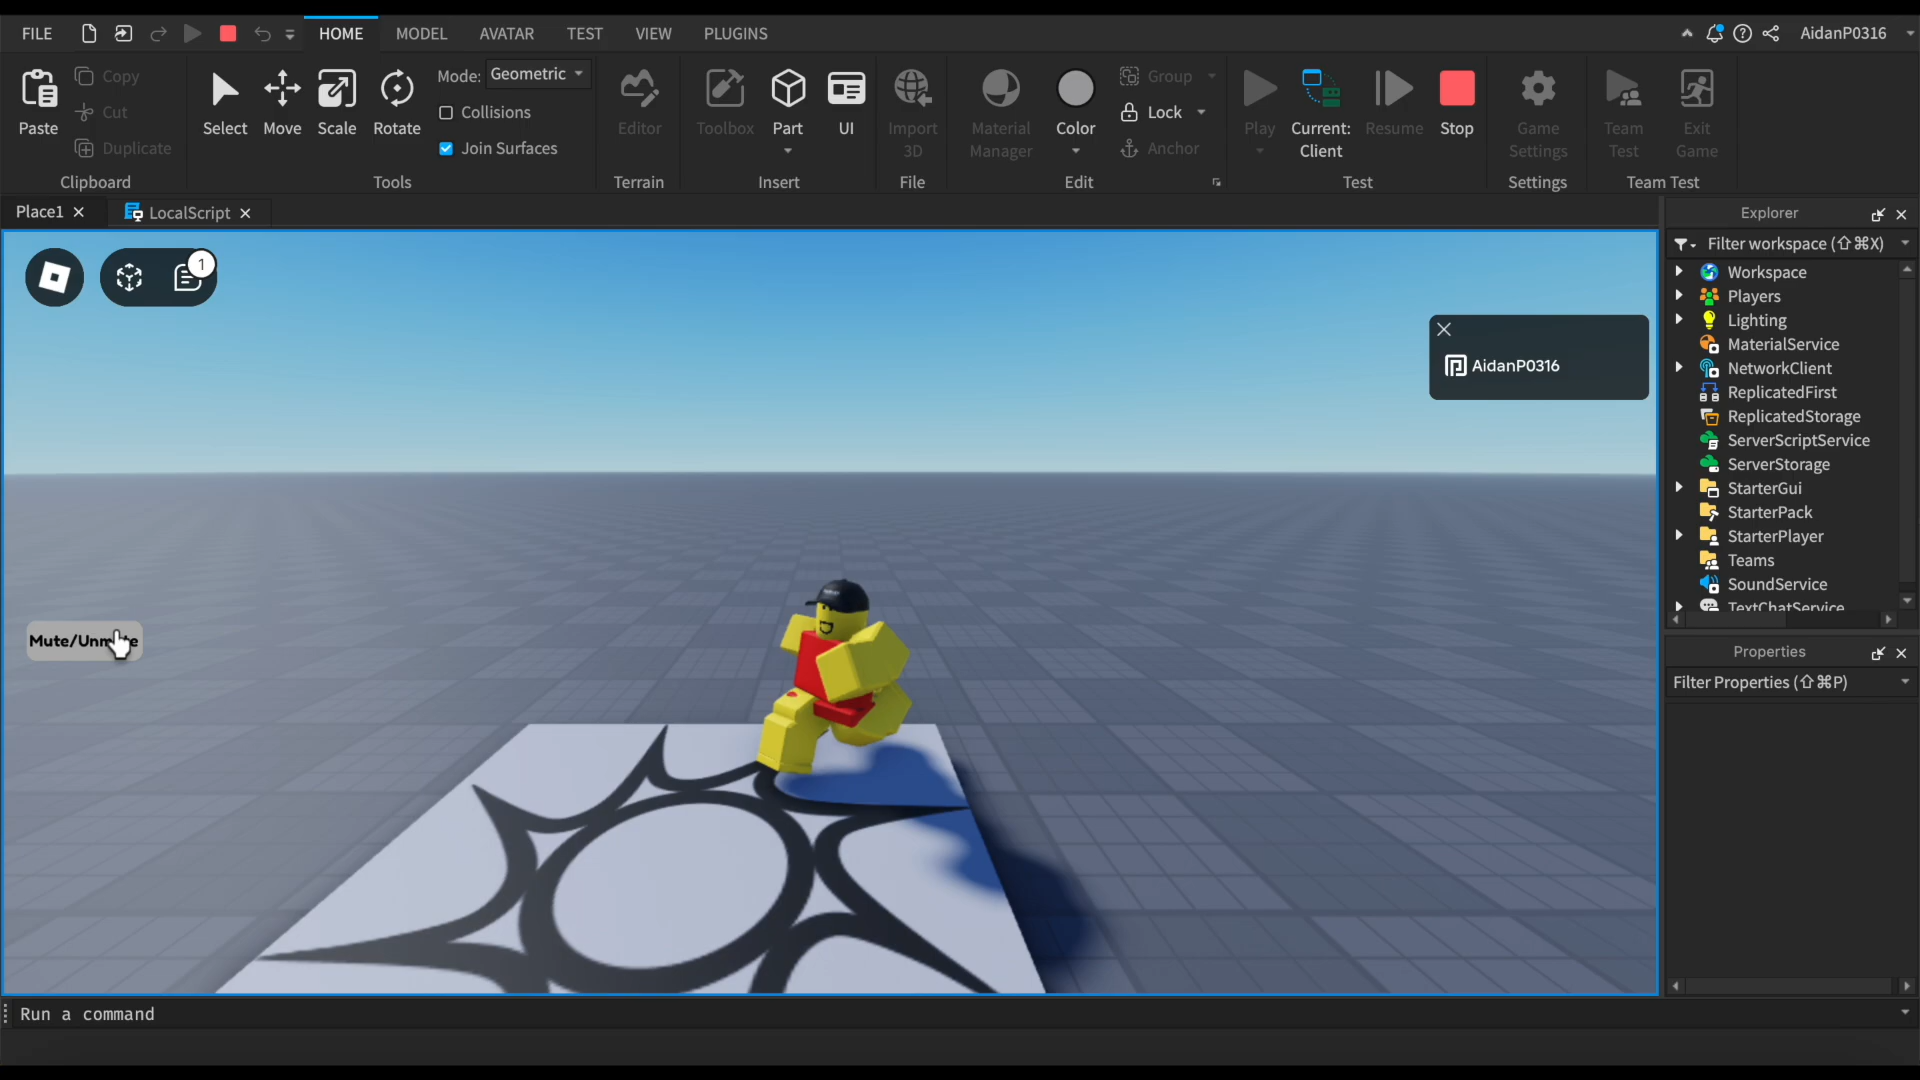 FILE HOME MODEL AVATAR TEST VIEW PLUGINS AidanP0316
Paste
Copy
Cut
Duplicate
Clipboard
Select Move Scale Rotate
Mode: Geometric
Collisions
Join Surfaces
Tools
Editor
Terrain
Toolbox Part UI
Insert
Import
3D
File
Material
Manager
Color
Group
Lock
Anchor
Edit
Play
Current:
Client
Resume
Stop
Test
Game
Settings
Settings
Team
Test
Exit
Game
Team Test
Place1 LocalScript
1
AidanP0316
Mute/Unmute
Explorer
Filter workspace (⇧⌘X)
Workspace
Players
Lighting
MaterialService
NetworkClient
ReplicatedFirst
ReplicatedStorage
ServerScriptService
ServerStorage
StarterGui
StarterPack
StarterPlayer
Teams
SoundService
TextChatService
Properties
Filter Properties (⇧⌘P)
Run a command